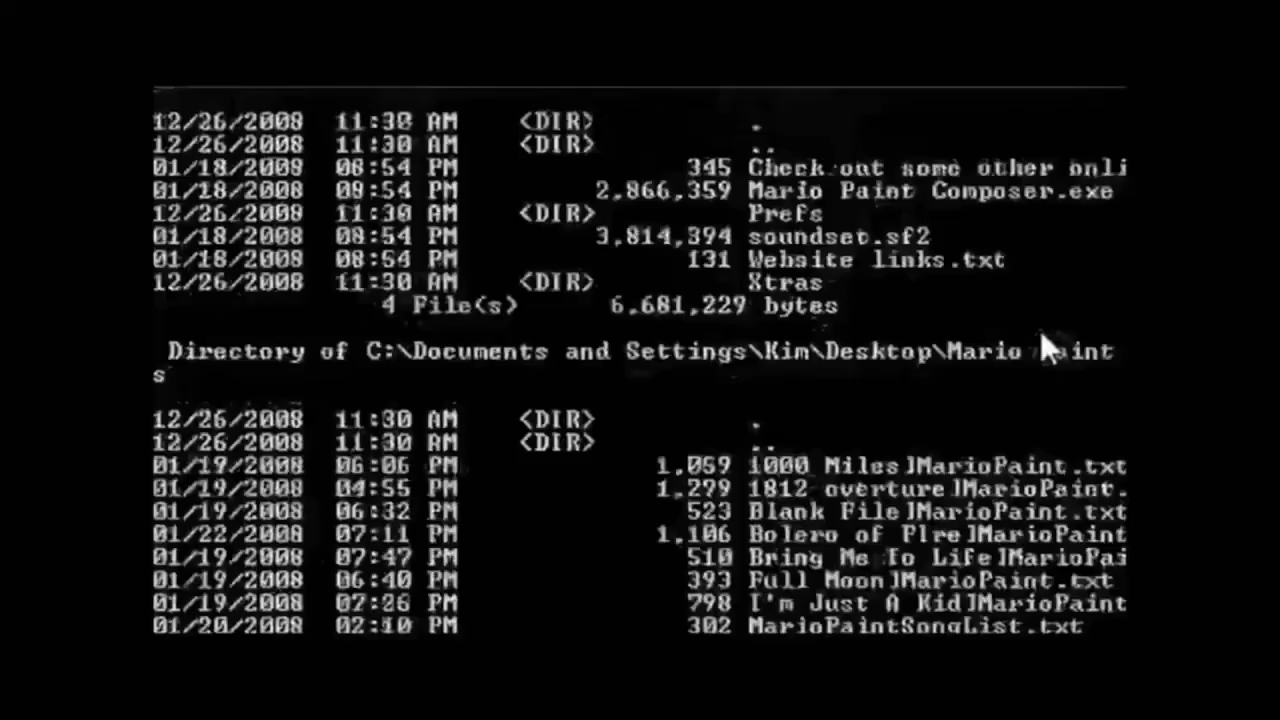 12/26/2008 11:30 AM <DIR> .
12/26/2008 11:30 AM <DIR> ..
01/18/2008 08:54 PM 345 Check out some other onli
01/18/2008 08:54 PM 2,866,359 Mario Paint Composer.exe
12/26/2008 11:30 AM <DIR> Prefs
01/18/2008 08:54 PM 3,814,394 soundset.sf2
01/18/2008 08:54 PM 131 Website links.txt
12/26/2008 11:30 AM <DIR> Xtras
4 File(s) 6,681,229 bytes
Directory of C:\Documents and Settings\Kim\Desktop\Mario Paint
s
12/26/2008 11:30 AM <DIR> .
12/26/2008 11:30 AM <DIR> ..
01/19/2008 06:06 PM 1,059 1000 Miles]MarioPaint.txt
01/19/2008 04:55 PM 1,279 1812 overture]MarioPaint.
01/19/2008 06:32 PM 523 Blank File]MarioPaint.txt
01/22/2008 07:11 PM 1,106 Bolero of FIre]MarioPaint
01/19/2008 07:47 PM 510 Bring Me To Life]MarioPai
01/19/2008 06:40 PM 393 Full Moon]MarioPaint.txt
01/19/2008 07:26 PM 798 I'm Just A Kid]MarioPaint
01/20/2008 02:10 PM 302 MarioPaintSongList.txt